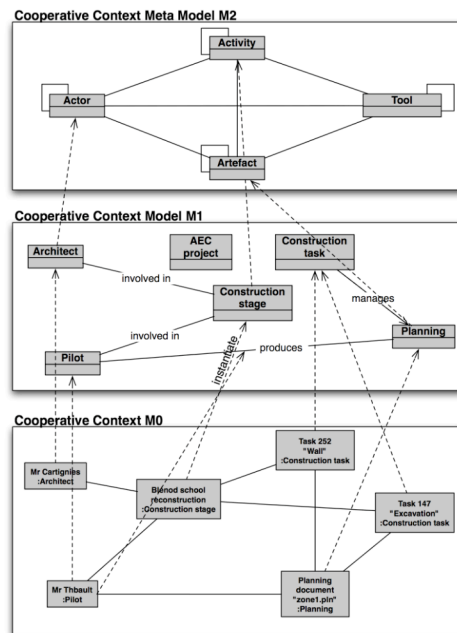 Cooperative Context Meta Model M2
Activity
Actor
Tool
Artefact
Cooperative Context Model M1
Architect
AEC
project
Construction
task
involved in
Construction
stage
manages
Planning
involved in
Pilot
produces
instantiate
Cooperative Context M0
Task 252
"Wall"
:Construction task
Mr Cartignies
:Architect
Blenod school
reconstruction
:Construction stage
Task 147
"Excavation"
:Construction task
Mr Thbault
:Pilot
Planning
document
"zone1.pln"
:Planning